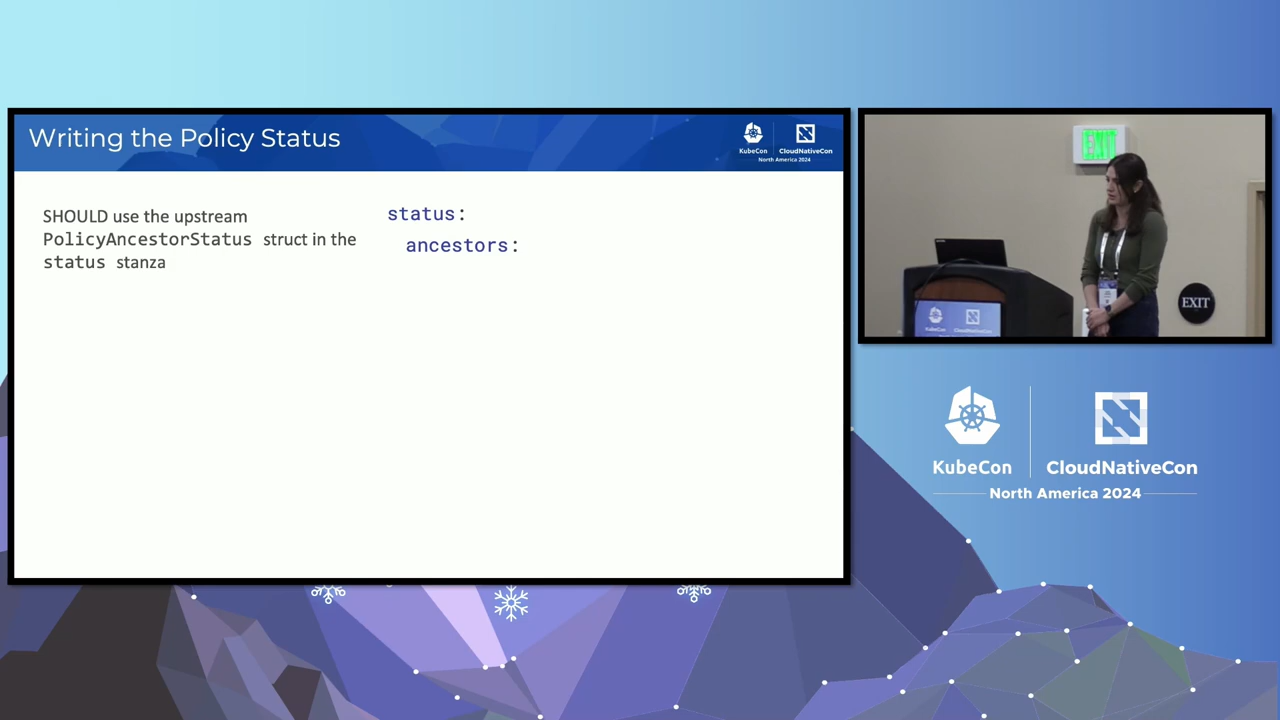 Writing the Policy Status
KubeCon
CloudNativeCon
North America 2024
SHOULD use the upstream
PolicyAncestorStatus struct in the
status stanza
status:
ancestors:
EXIT
EXIT
KubeCon
CloudNativeCon
North America 2024